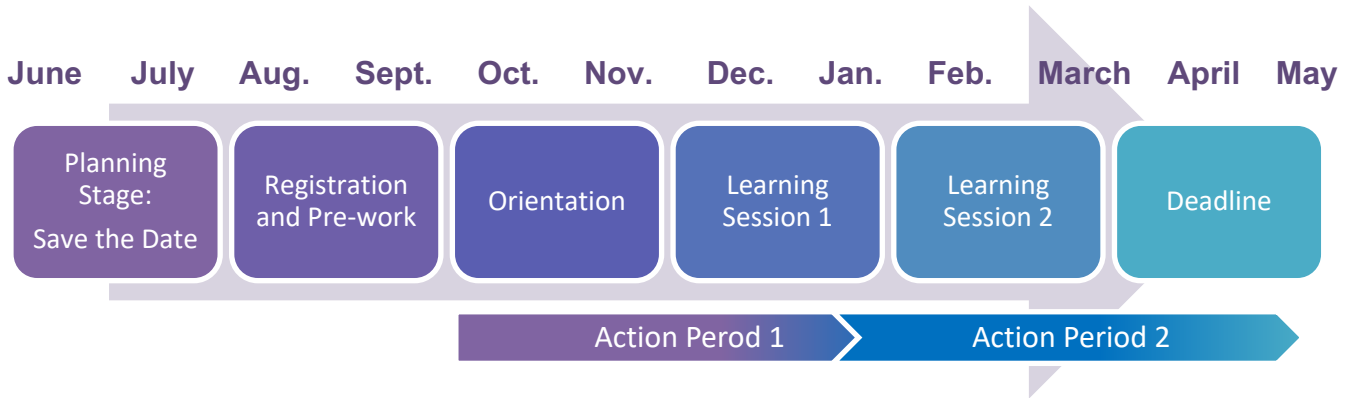 June July Aug. Sept. Oct. Nov. Dec. Jan. Feb. March April May
Planning
Stage:
Save the Date
Registration
and Pre-work
Orientation
Learning
Session 1
Learning
Session 2
Deadline
Action Perod 1
Action Period 2